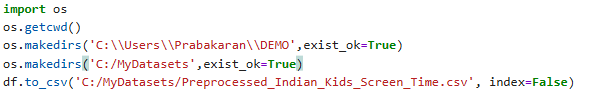 import os
os.getcwd()
os.makedirs('C:\\Users\\Prabakaran\\DEMO',exist_ok=True)
os.makedirs('C:/MyDatasets',exist_ok=True)
df.to_csv('C:/MyDatasets/Preprocessed_Indian_Kids_Screen_Time.csv', index=False)